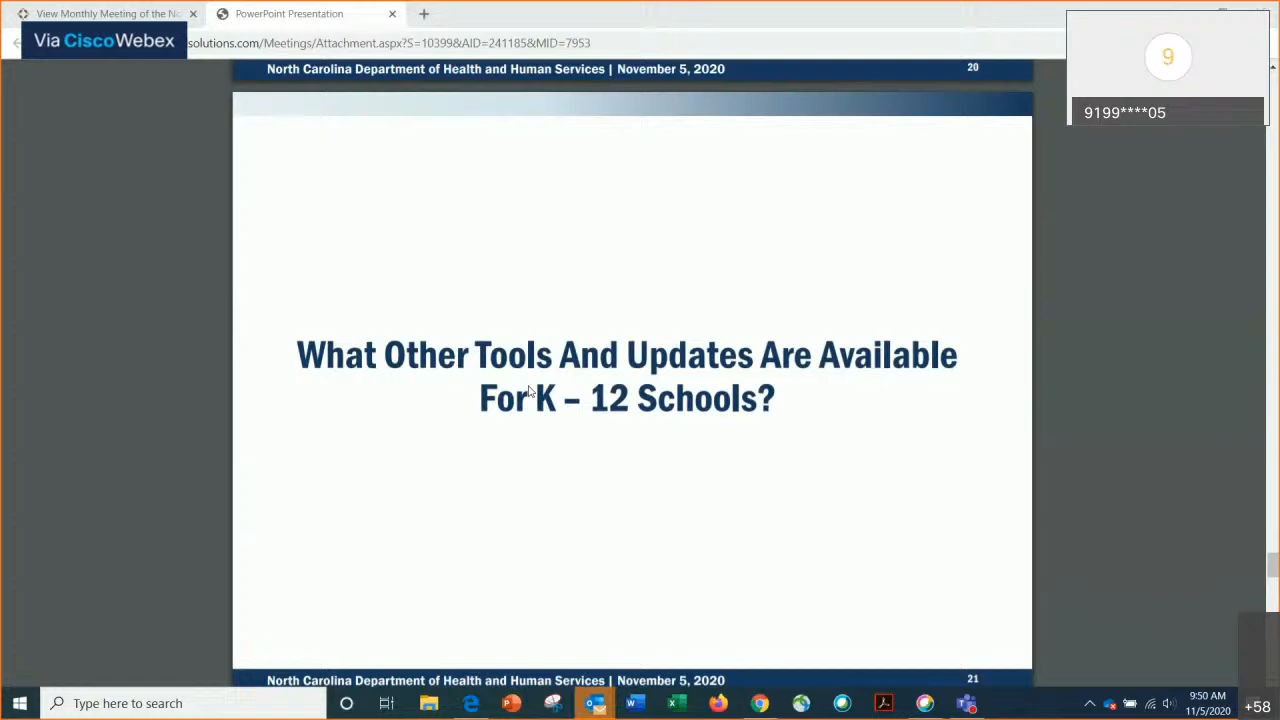 View Monthly Meeting of the No
PowerPoint Presentation
Via CiscoWebex
solutions.com/Meetings/Attachment.aspx?S=10399&AID=241185&MID=7953
9
9199****05
North Carolina Department of Health and Human Services | November 5, 2020
20
What Other Tools And Updates Are Available
For K – 12 Schools?
North Carolina Department of Health and Human Services | November 5, 2020
21
Type here to search
9:50 AM
11/5/2020
+58